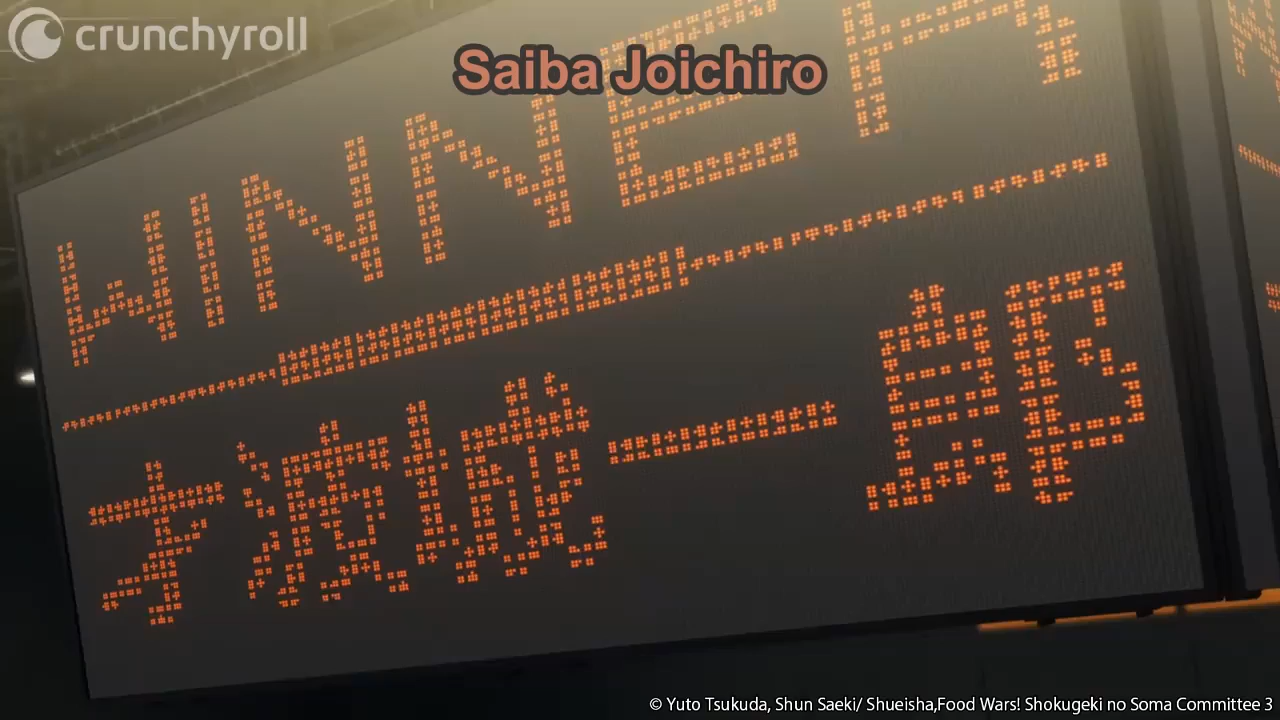 crunchyroll
Saiba Joichiro
WINNER
才波城一郎
© Yuto Tsukuda, Shun Saeki/ Shueisha,Food Wars! Shokugeki no Soma Committee 3